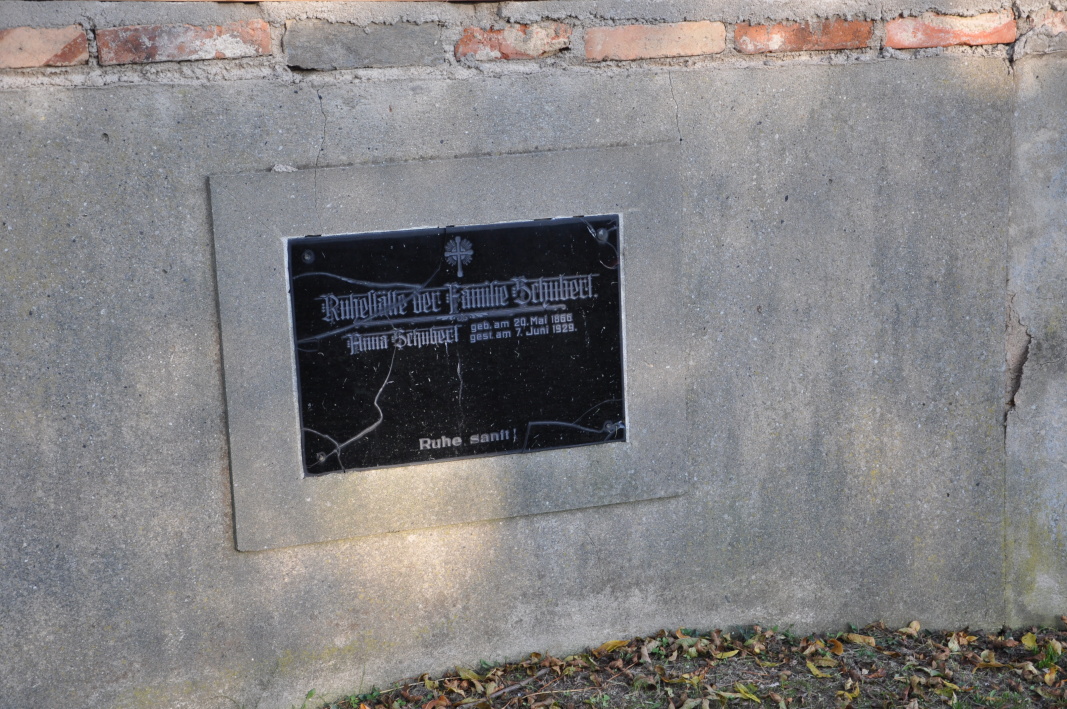 Ruhestätte der Familie Schubert.
Anna Schubert
geb. am 20. Mai 1866
gest. am 7. Juni 1929.
Ruhe sanft!